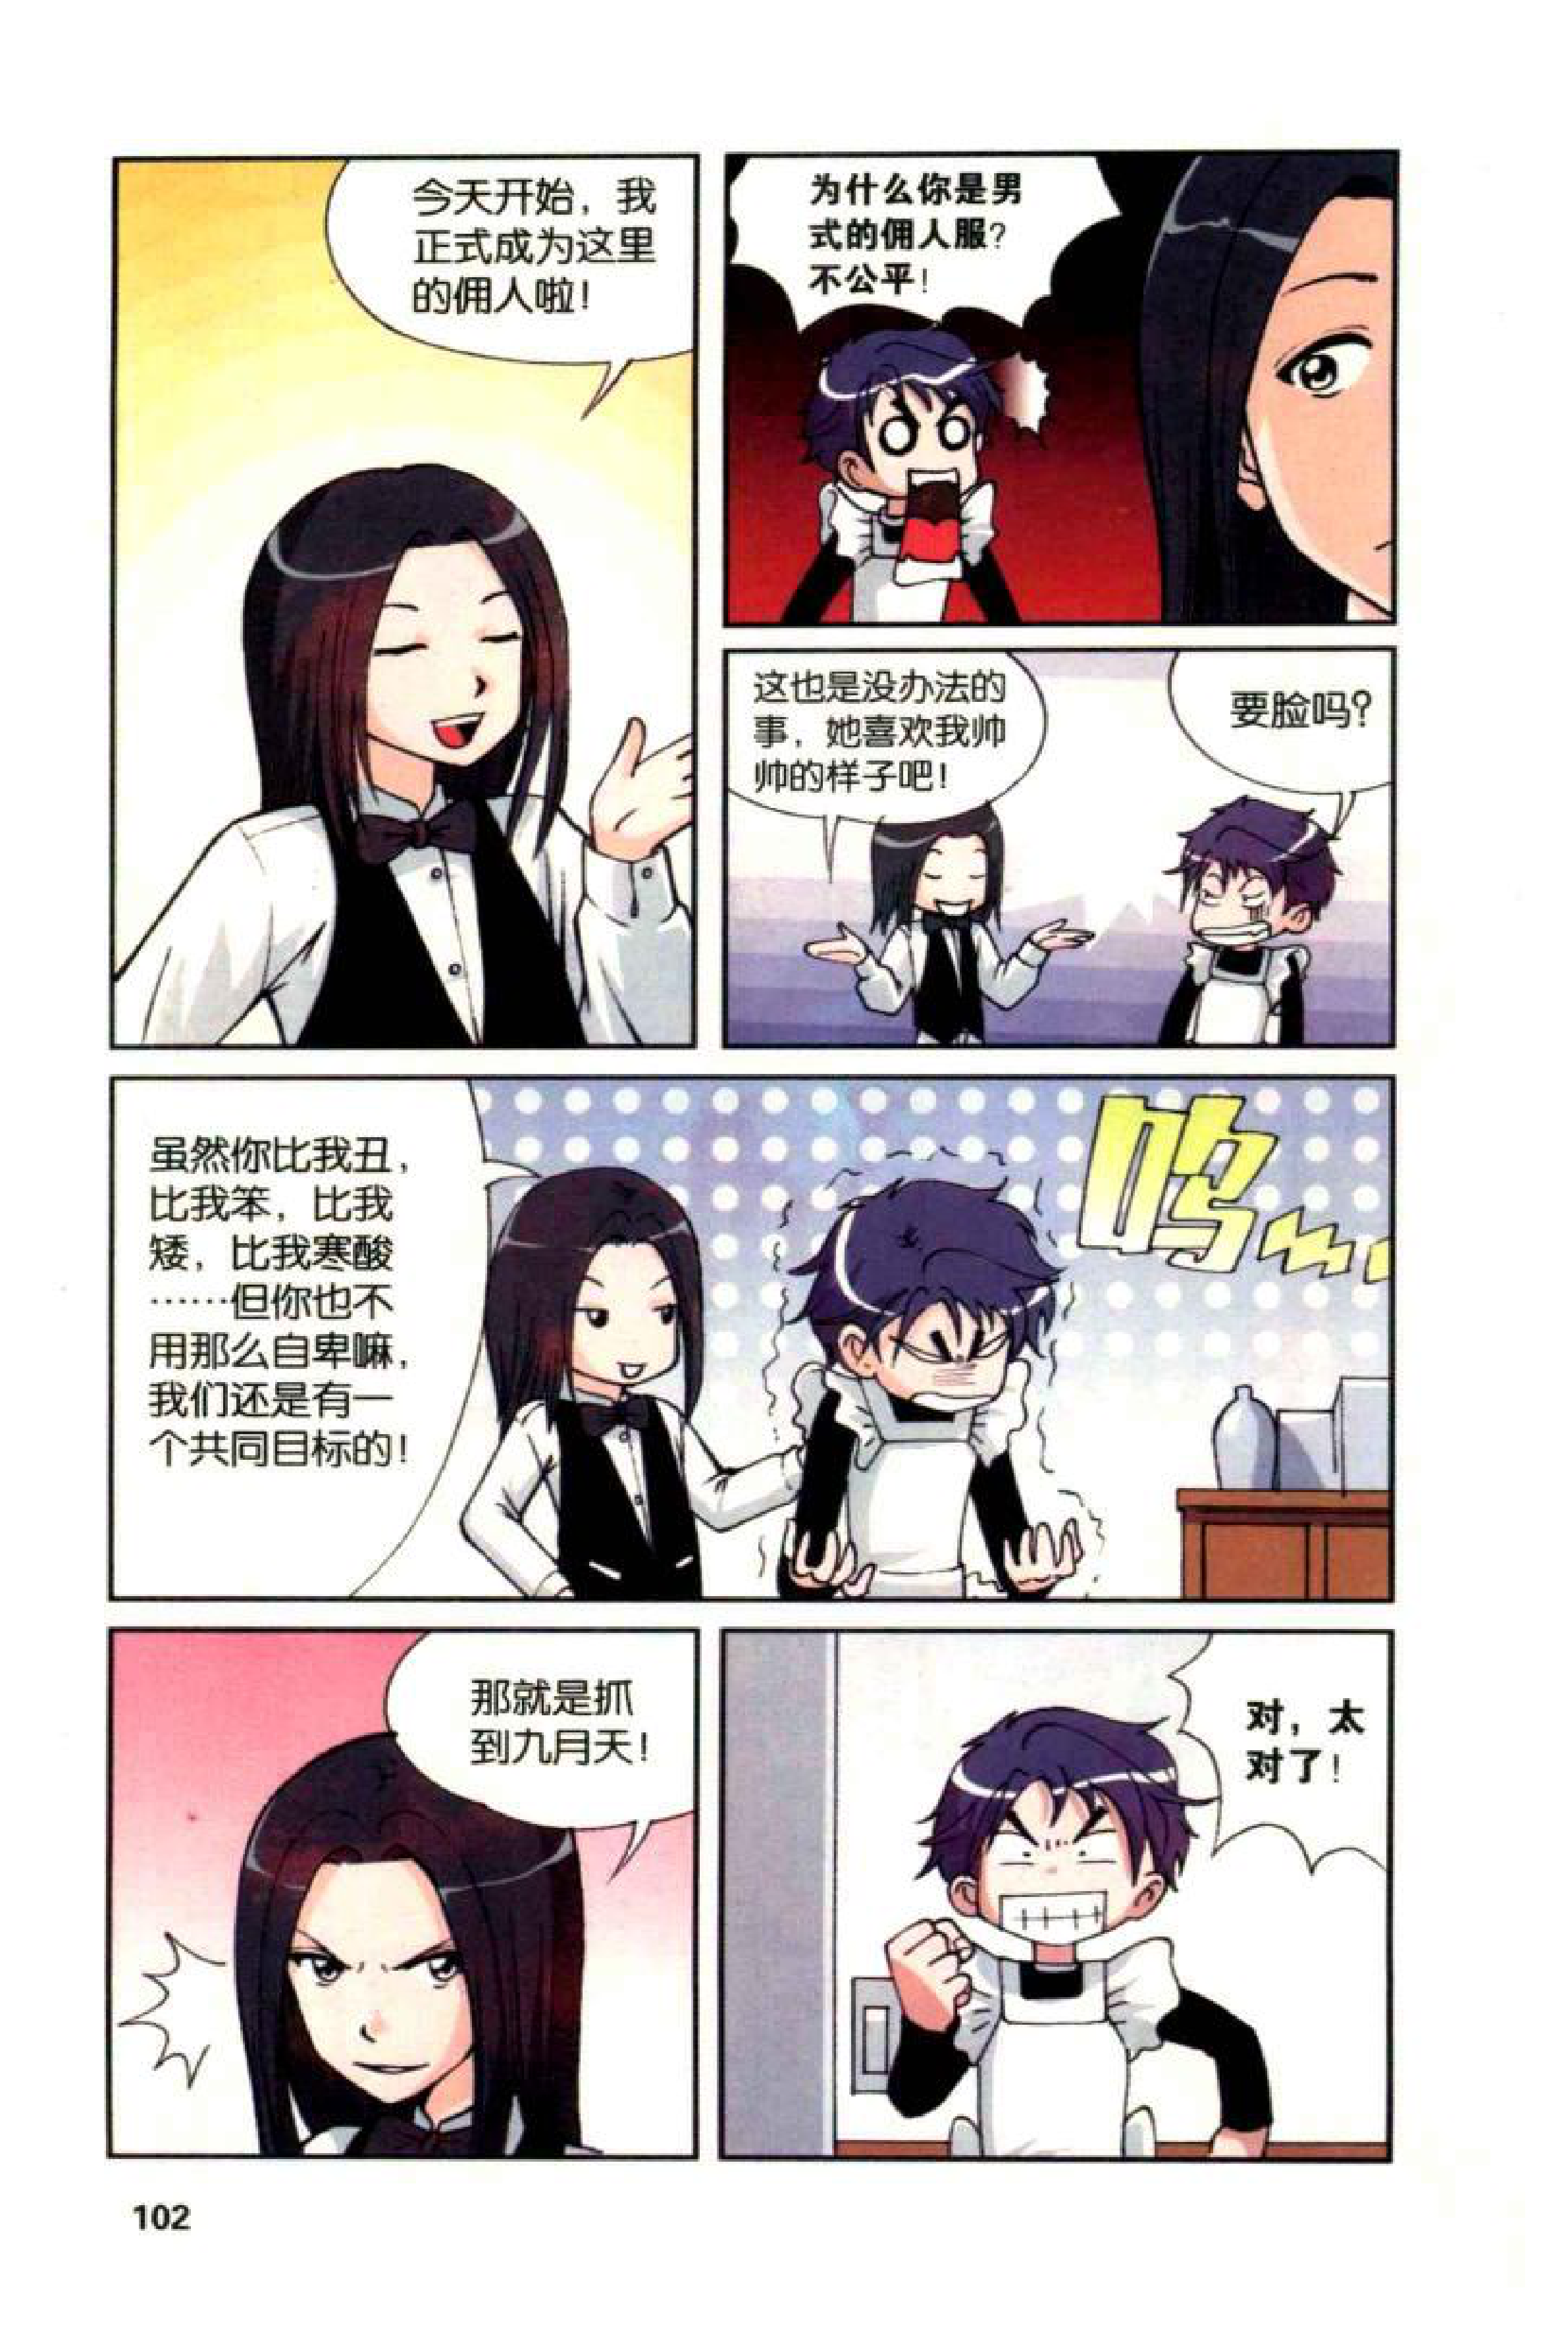 今天开始，我
正式成为这里
的佣人啦！
为什么你是男
式的佣人服？
不公平！
这也是没办法的
事，她喜欢我帅
帅的样子吧！
要脸吗？
虽然你比我丑，
比我笨，比我
矮，比我寒酸
……但你也不
用那么自卑嘛，
我们还是有一
个共同目标的！
呜
那就是抓
到九月天！
对，太
对了！
102